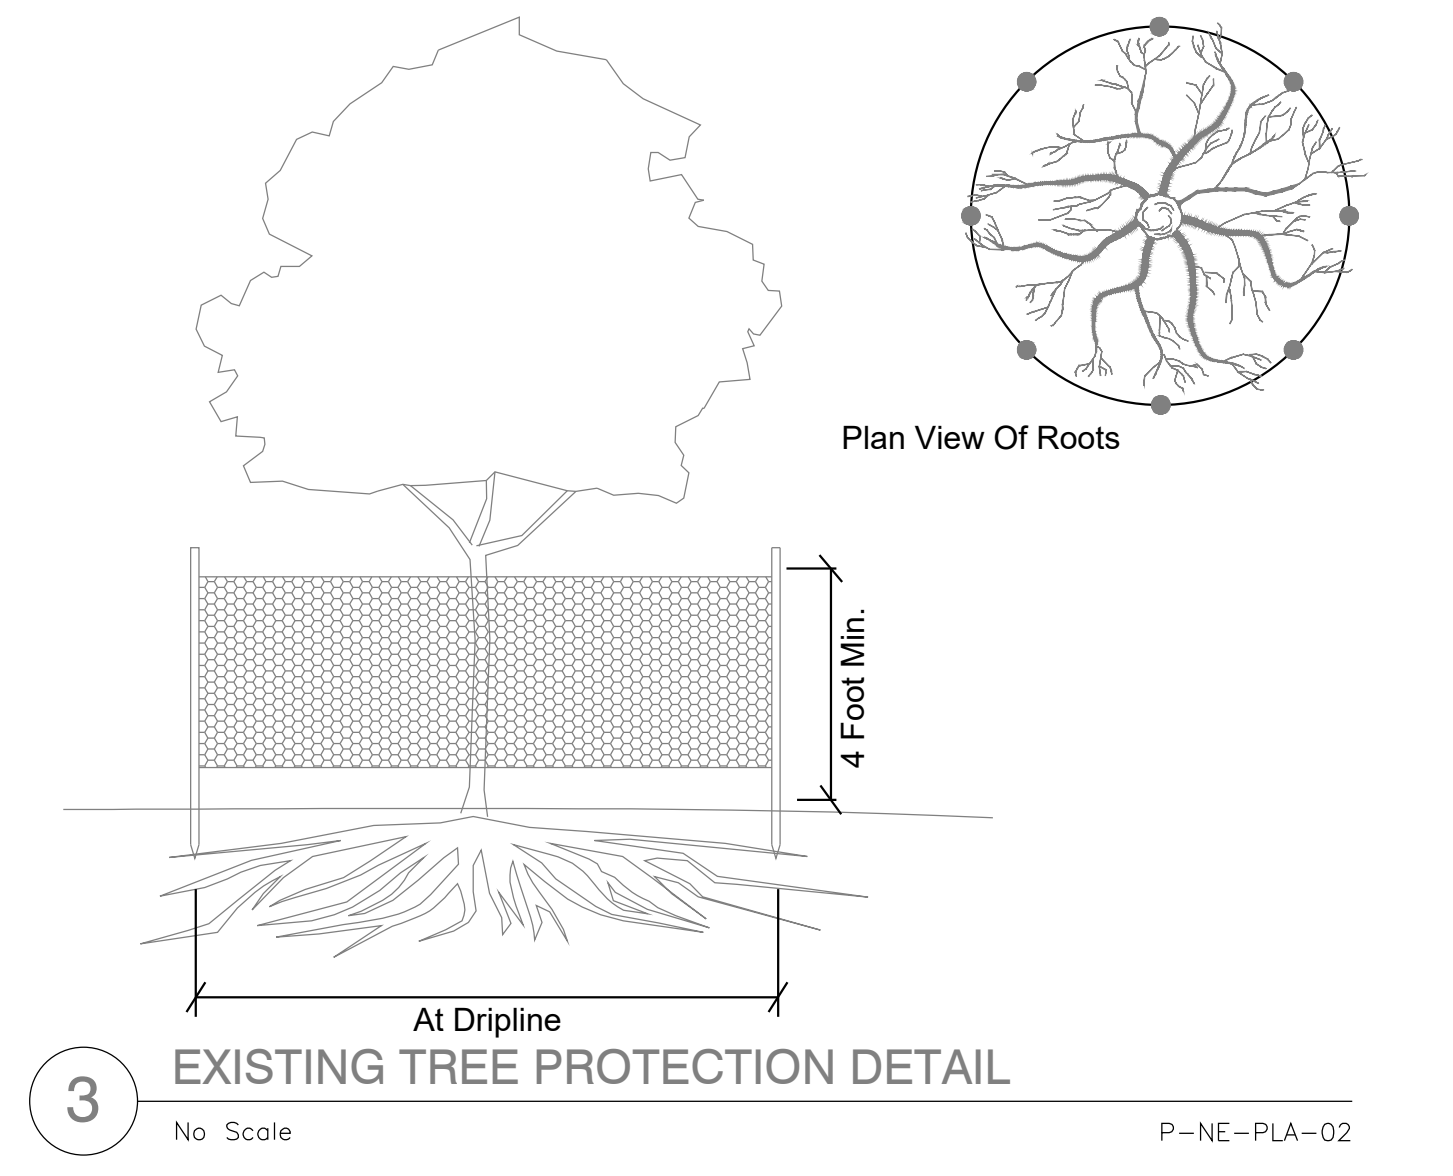 Plan View Of Roots
4 Foot Min.
At Dripline
3
EXISTING TREE PROTECTION DETAIL
No Scale
P-NE-PLA-02